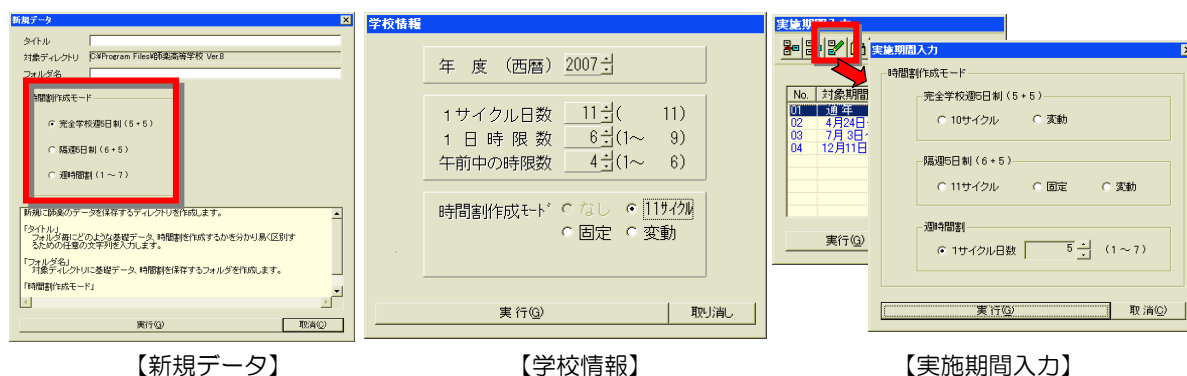 新規データ
タイトル
対象ディレクトリ C:¥Program Files¥師楽高等学校 Ver.8
フォルダ名
時間割作成モード
完全学校週5日制(5+5)
隔週5日制(6+5)
週時間割(1~7)
新規に師楽のデータを保存するディレクトリを作成します。
「タイトル」
フォルダ毎にどのような基礎データ、時間割を作成するかを分かり易く区別す
るための任意の文字列を入力します。
「フォルダ名」
対象ディレクトリに基礎データ、時間割を保存するフォルダを作成します。
「時間割作成モード」
実行(G) 取消(C)
【新規データ】
学校情報
年 度 (西暦) 2007
1サイクル日数 11 ( 11)
1 日 時 限 数 6 (1~ 9)
午前中の時限数 4 (1~ 6)
時間割作成モード なし 11サイクル
固定 変動
実 行(G) 取り消し
【学校情報】
実施期間入力
No. 対象期間
01 通 年
02 4月24日
03 7月 3日~
04 12月11日
実行(G)
実施期間入力
時間割作成モード
完全学校週5日制(5+5)
10サイクル 変動
隔週5日制(6+5)
11サイクル 固定 変動
週時間割
1サイクル日数 5 (1~7)
実 行(G) 取 消(C)
【実施期間入力】